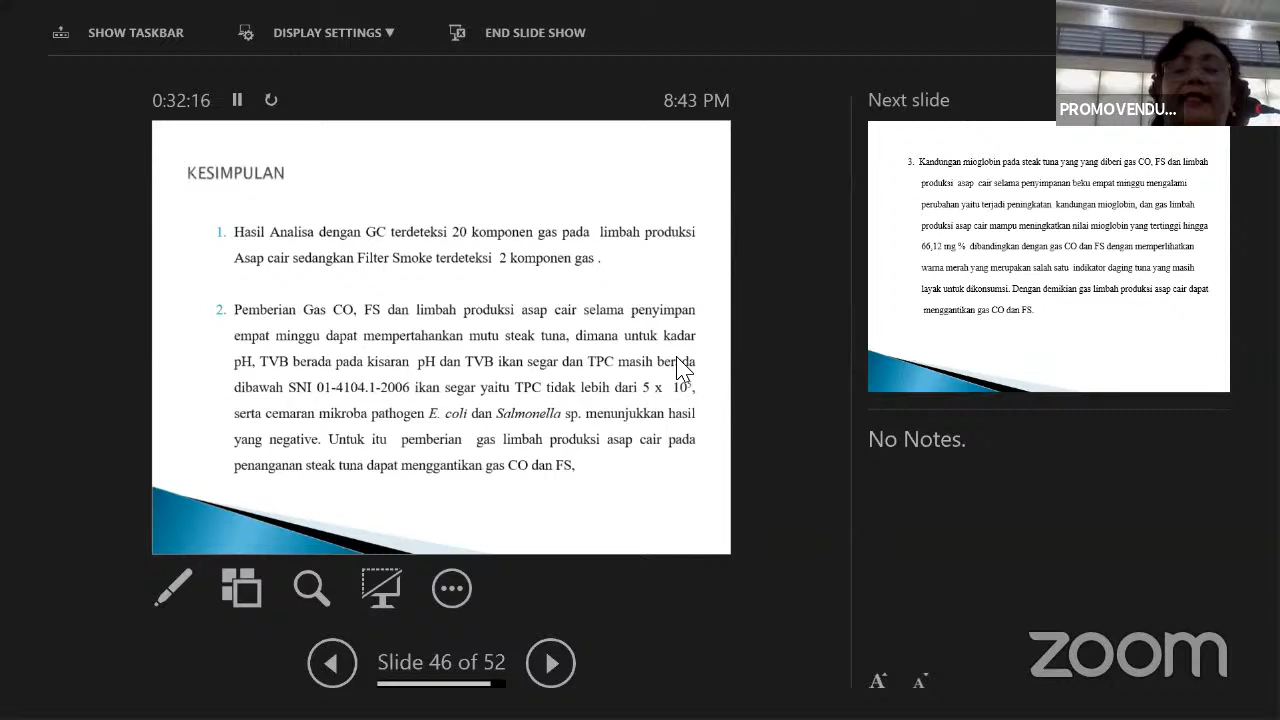 SHOW TASKBAR
DISPLAY SETTINGS ▼
END SLIDE SHOW
0:32:16
8:43 PM
KESIMPULAN
1. Hasil Analisa dengan GC terdeteksi 20 komponen gas pada limbah produksi
Asap cair sedangkan Filter Smoke terdeteksi 2 komponen gas .
2. Pemberian Gas CO, FS dan limbah produksi asap cair selama penyimpan
empat minggu dapat mempertahankan mutu steak tuna, dimana untuk kadar
pH, TVB berada pada kisaran pH dan TVB ikan segar dan TPC masih berada
dibawah SNI 01-4104.1-2006 ikan segar yaitu TPC tidak lebih dari 5 x 10⁵,
serta cemaran mikroba pathogen E. coli dan Salmonella sp. menunjukkan hasil
yang negative. Untuk itu pemberian gas limbah produksi asap cair pada
penanganan steak tuna dapat menggantikan gas CO dan FS,
Slide 46 of 52
Next slide
PROMOVENDU...
3. Kandungan mioglobin pada steak tuna yang yang diberi gas CO, FS dan limbah
produksi asap cair selama penyimpanan beku empat minggu mengalami
perubahan yaitu terjadi peningkatan kandungan mioglobin, dan gas limbah
produksi asap cair mampu meningkatkan nilai mioglobin yang tertinggi hingga
66,12 mg % dibandingkan dengan gas CO dan FS dengan memperlihatkan
warna merah yang merupakan salah satu indikator daging tuna yang masih
layak untuk dikonsumsi. Dengan demikian gas limbah produksi asap cair dapat
menggantikan gas CO dan FS.
No Notes.
A A
zoom